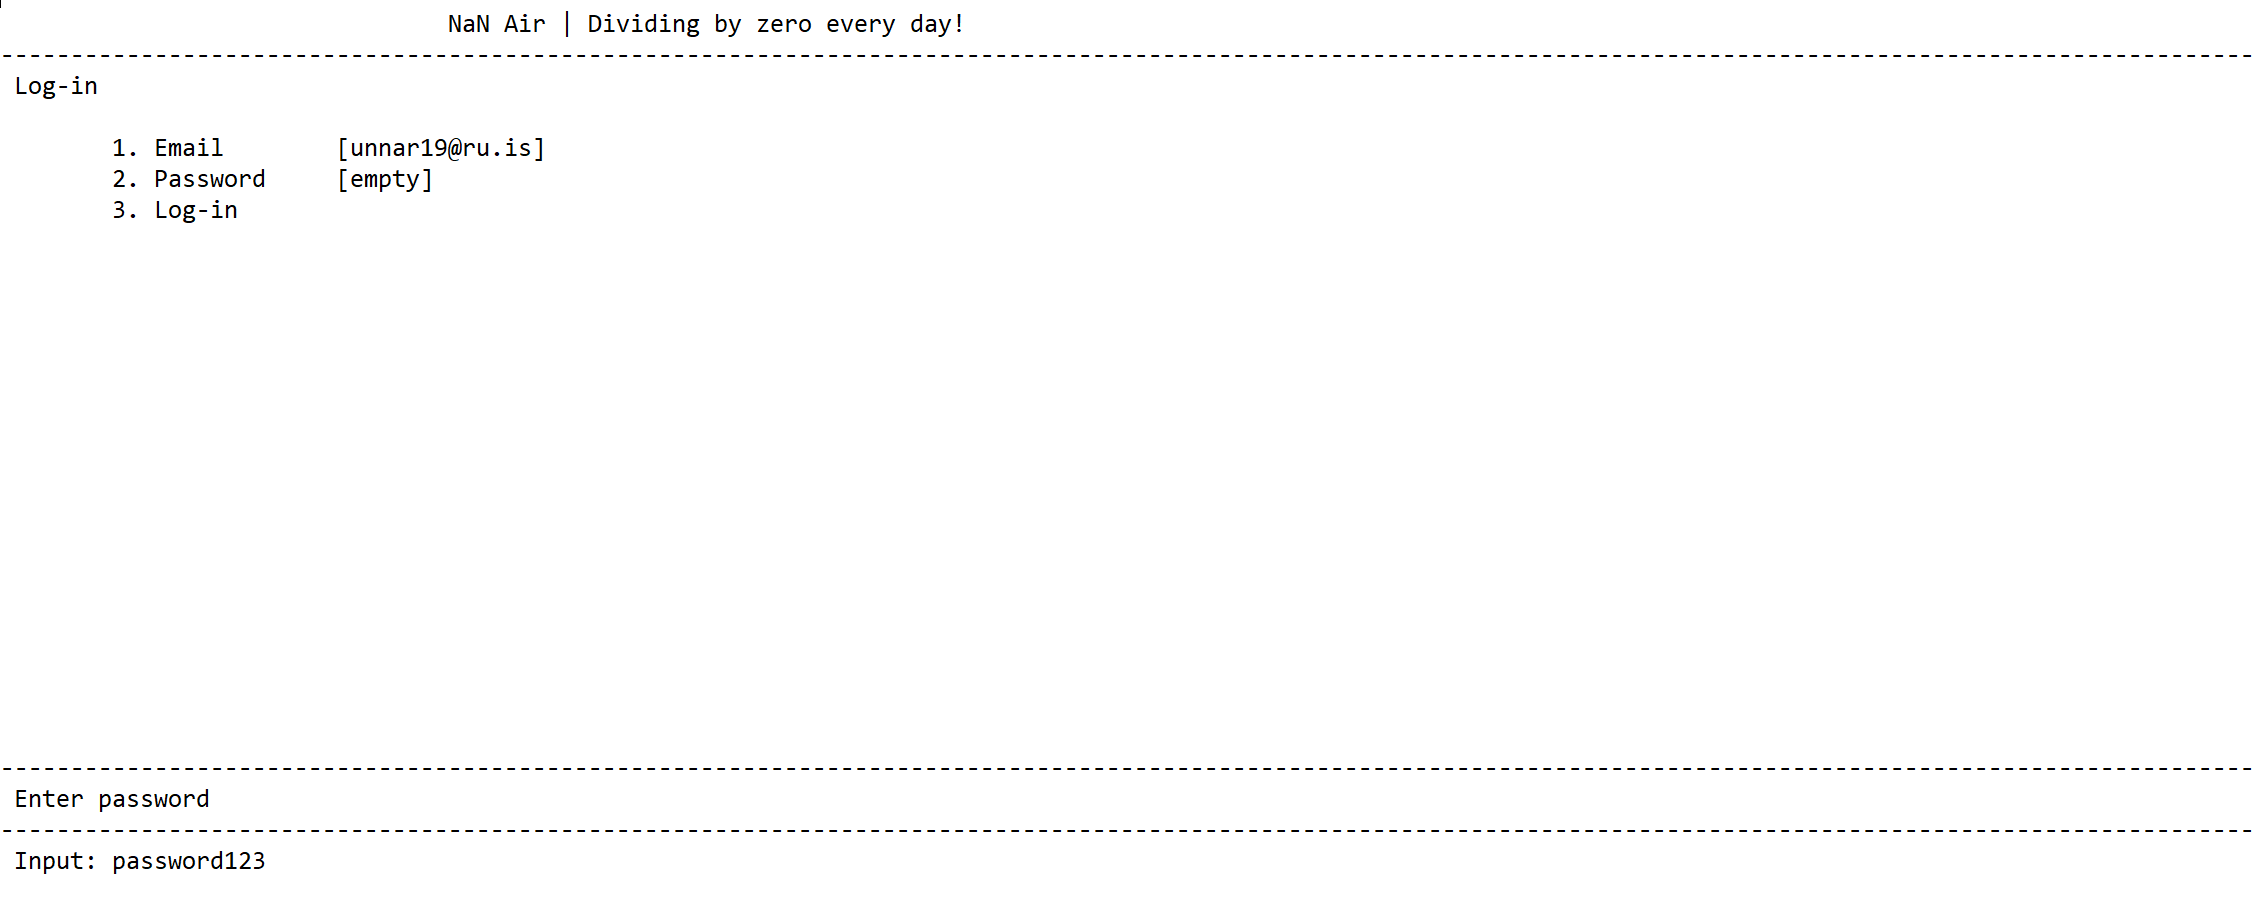 NaN Air | Dividing by zero every day!
-----------------------------------------------------------------------------------------------------------------------------------------------------------------
Log-in
1. Email [unnar19@ru.is]
2. Password [empty]
3. Log-in
-----------------------------------------------------------------------------------------------------------------------------------------------------------------
Enter password
-----------------------------------------------------------------------------------------------------------------------------------------------------------------
Input: password123